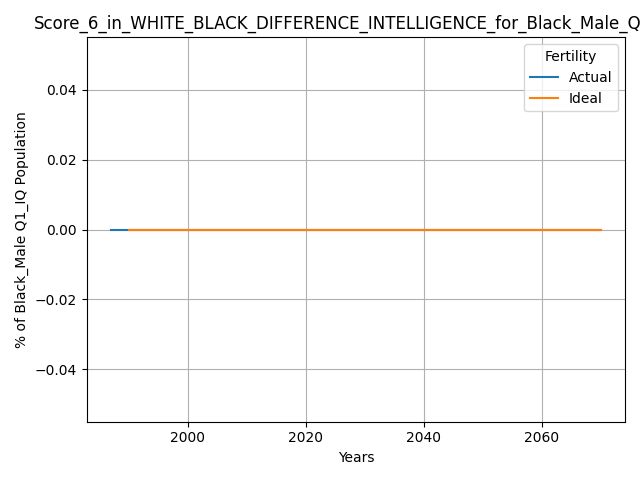 Score_6_in_WHITE_BLACK_DIFFERENCE_INTELLIGENCE_for_Black_Male_Q
Fertility
Actual
Ideal
0.04
0.02
0.00
−0.02
−0.04
% of Black_Male Q1_IQ Population
2000
2020
2040
2060
Years